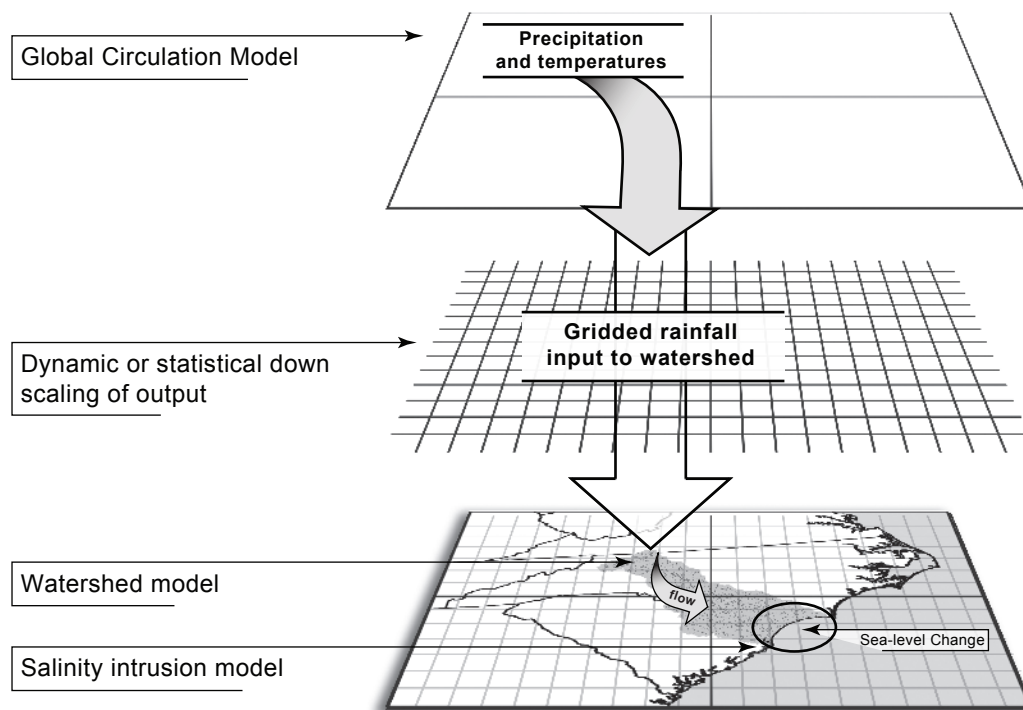 Global Circulation Model
Precipitation
and temperatures
Dynamic or statistical down
scaling of output
Gridded rainfall
input to watershed
Watershed model
flow
Sea-level Change
Salinity intrusion model